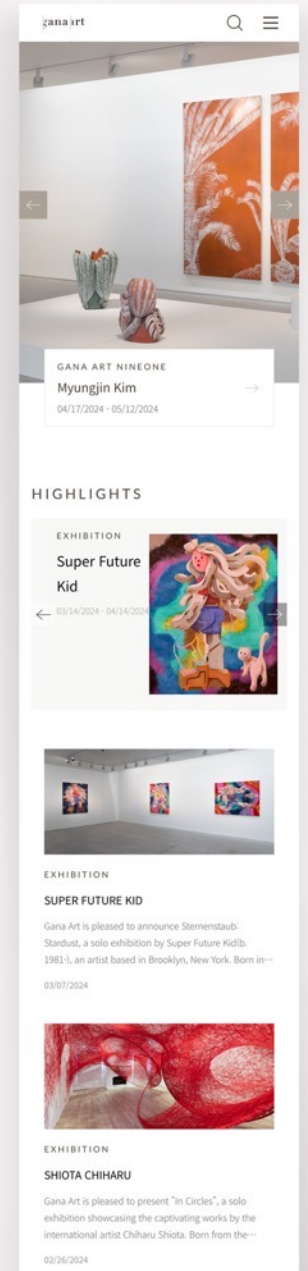 gana art
GANA ART NINEONE
Myungjin Kim
04/17/2024 - 05/12/2024
HIGHLIGHTS
EXHIBITION
Super Future
Kid
03/14/2024 - 04/14/2024
EXHIBITION
SUPER FUTURE KID
Gana Art is pleased to announce Sternenstaub:
Stardust, a solo exhibition by Super Future Kid(b.
1981-), an artist based in Brooklyn, New York. Born in···
03/07/2024
EXHIBITION
SHIOTA CHIHARU
Gana Art is pleased to present "In Circles", a solo
exhibition showcasing the captivating works by the
international artist Chiharu Shiota. Born from the···
02/26/2024